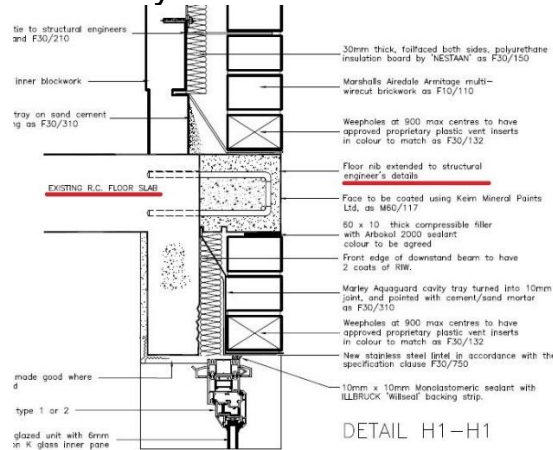 tie to structural engineers
and F30/210
inner blockwork
tray on sand cement
ng as F30/310
EXISTING R.C. FLOOR SLAB
made good where
d
type 1 or 2
glazed unit with 6mm
on K glass inner pane
30mm thick, foilfaced both sides, polyurethane
insulation board by 'NESTAAN' as F30/150
Marshalls Airedale Armitage multi-
wirecut brickwork as F10/110
Weepholes at 900 max centres to have
approved proprietary plastic vent inserts
in colour to match as F30/132
Floor nib extended to structural
engineer's details
Face to be coated using Keim Mineral Paints
Ltd, as M60/117
60 x 10 thick compressible filler
with Arbokol 2000 sealant
colour to be agreed
Front edge of downstand beam to have
2 coats of RIW.
Marley Aquaguard cavity tray turned into 10mm
joint, and pointed with cement/sand mortar
as F30/310
Weepholes at 900 max centres to have
approved proprietary plastic vent inserts
in colour to match as F30/132
New stainless steel lintel in accordance with the
specification clause F30/750
10mm x 10mm Monolastomeric sealant with
ILLBRUCK 'Willseal' backing strip.
DETAIL H1-H1